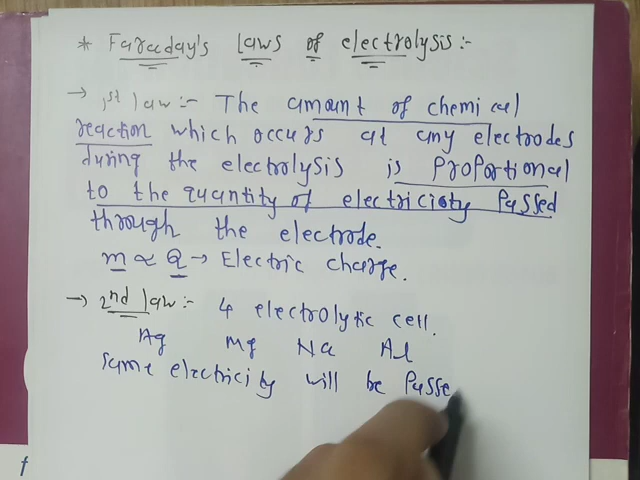 * Faraday's laws of electrolysis:-
→ 1st law:- The amount of chemical
reaction which occurs at any electrodes
during the electrolysis is proportional
to the quantity of electricioty passed
through the electrode.
m ∝ Q → Electric charge.
→ 2nd law:- 4 electrolytic cell.
Ag Mg Na Al
same electricity will be passe
f